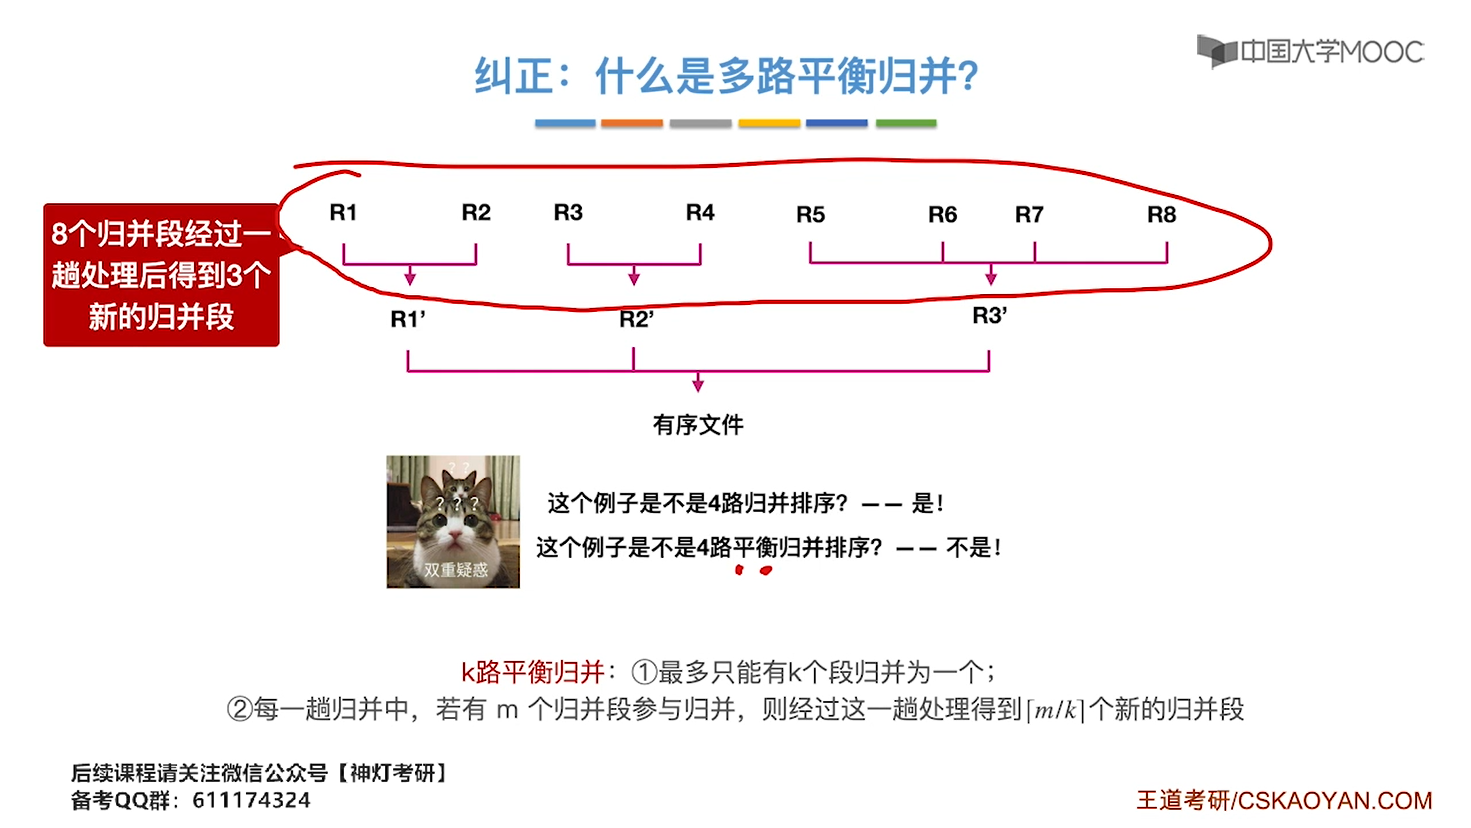 中国大学MOOC
纠正：什么是多路平衡归并？
R1 R2 R3 R4 R5 R6 R7 R8
8个归并段经过一
趟处理后得到3个
新的归并段
R1’ R2’ R3’
有序文件
? ?
? ? ?
双重疑惑
这个例子是不是4路归并排序？—— 是！
这个例子是不是4路平衡归并排序？—— 不是！
k路平衡归并：①最多只能有k个段归并为一个；
②每一趟归并中，若有 m 个归并段参与归并，则经过这一趟处理得到⌈m/k⌉个新的归并段
后续课程请关注微信公众号【神灯考研】
备考QQ群：611174324
王道考研/CSKAOYAN.COM